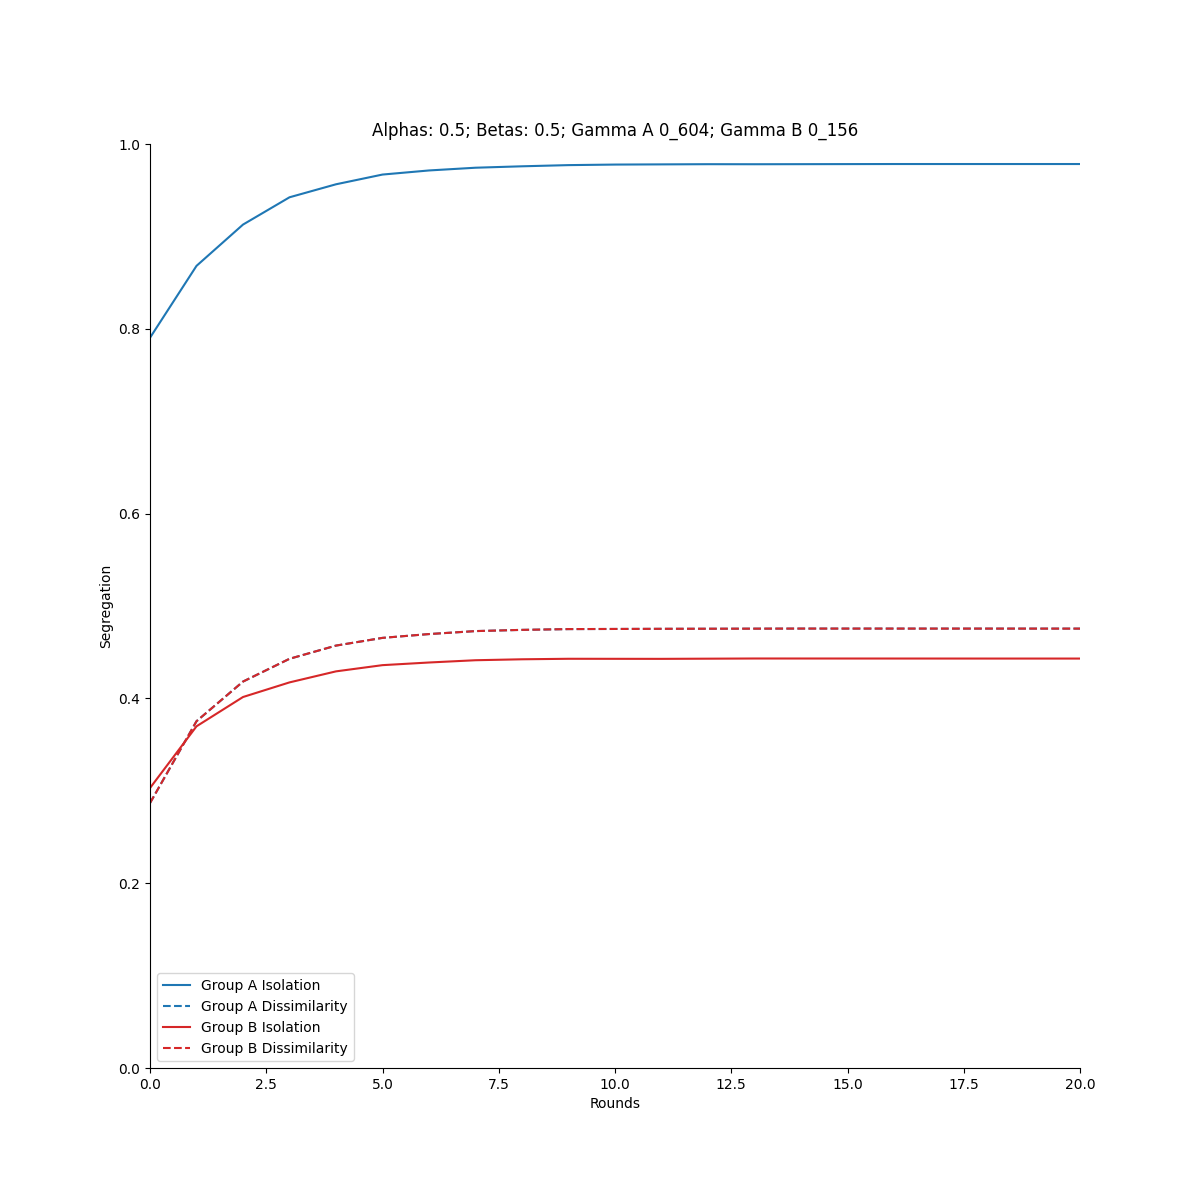 Alphas: 0.5; Betas: 0.5; Gamma A 0_604; Gamma B 0_156
1.0
0.8
0.6
0.4
0.2
0.0
Segregation
Group A Isolation
Group A Dissimilarity
Group B Isolation
Group B Dissimilarity
0.0 2.5 5.0 7.5 10.0 12.5 15.0 17.5 20.0
Rounds